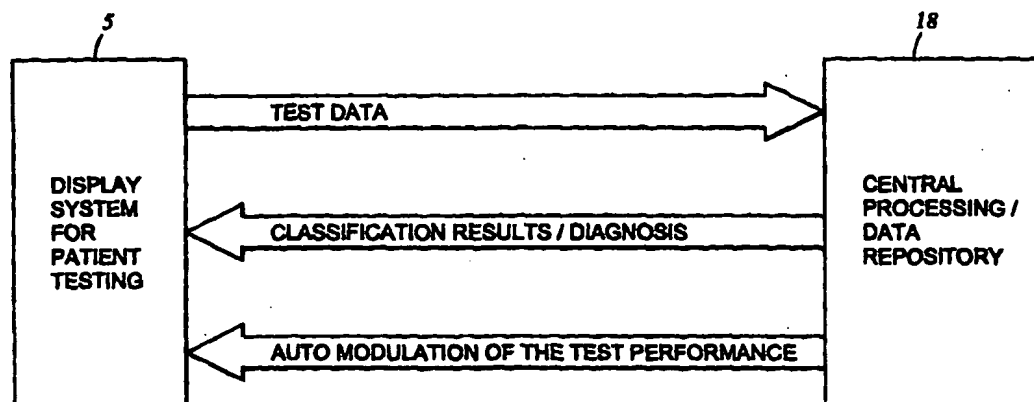 5
18
TEST DATA
DISPLAY
SYSTEM
FOR
PATIENT
TESTING
CENTRAL
PROCESSING /
DATA
REPOSITORY
CLASSIFICATION RESULTS / DIAGNOSIS
AUTO MODULATION OF THE TEST PERFORMANCE